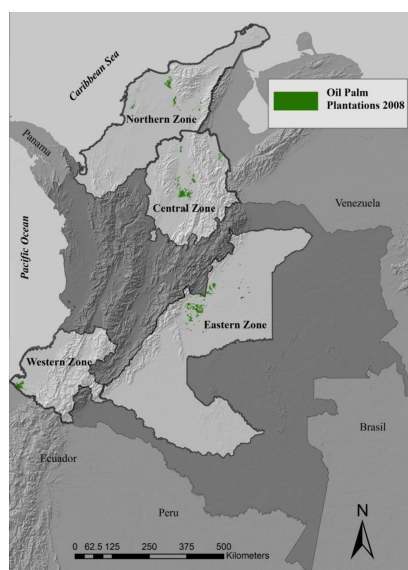 Caribbean Sea
Oil Palm
Plantations 2008
Northern Zone
Panama
Central Zone
Venezuela
Pacific Ocean
Eastern Zone
Western Zone
Brasil
Ecuador
Peru
N
0 62.5 125 250 375 500
Kilometers